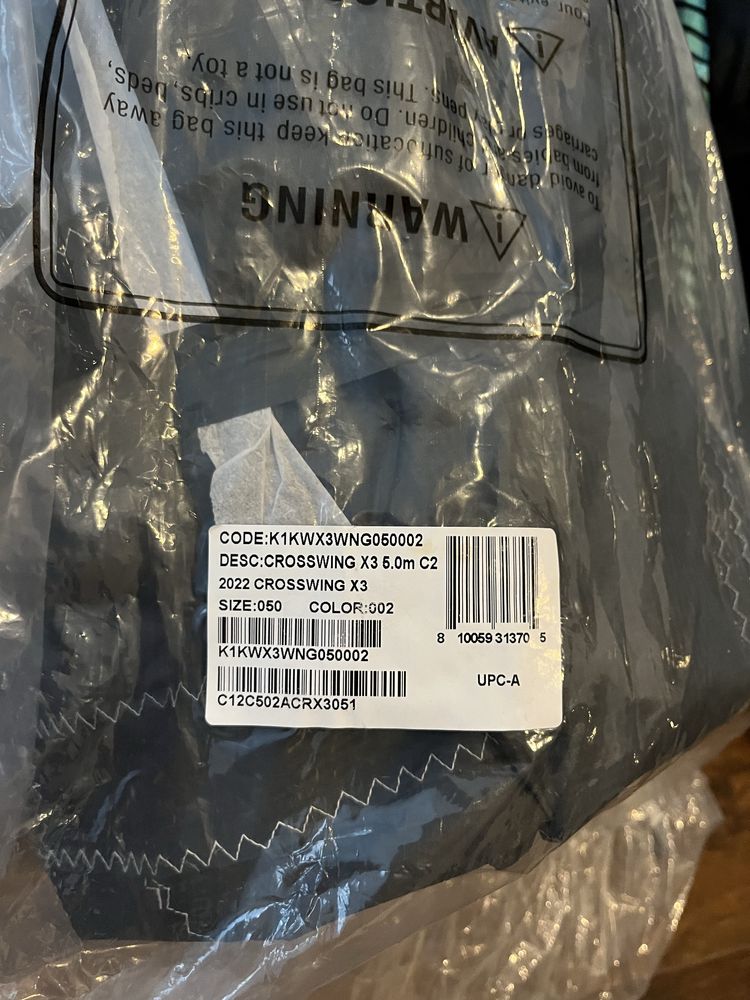 WARNING
To avoid danger of suffocation keep this bag away
from babies and children. Do not use in cribs, beds,
carriages or play pens. This bag is not a toy.
Pour
CODE:K1KWX3WNG050002
DESC:CROSSWING X3 5.0m C2
2022 CROSSWING X3
SIZE:050 COLOR:002
K1KWX3WNG050002
C12C502ACRX3051
8 10059 31370 5
UPC-A